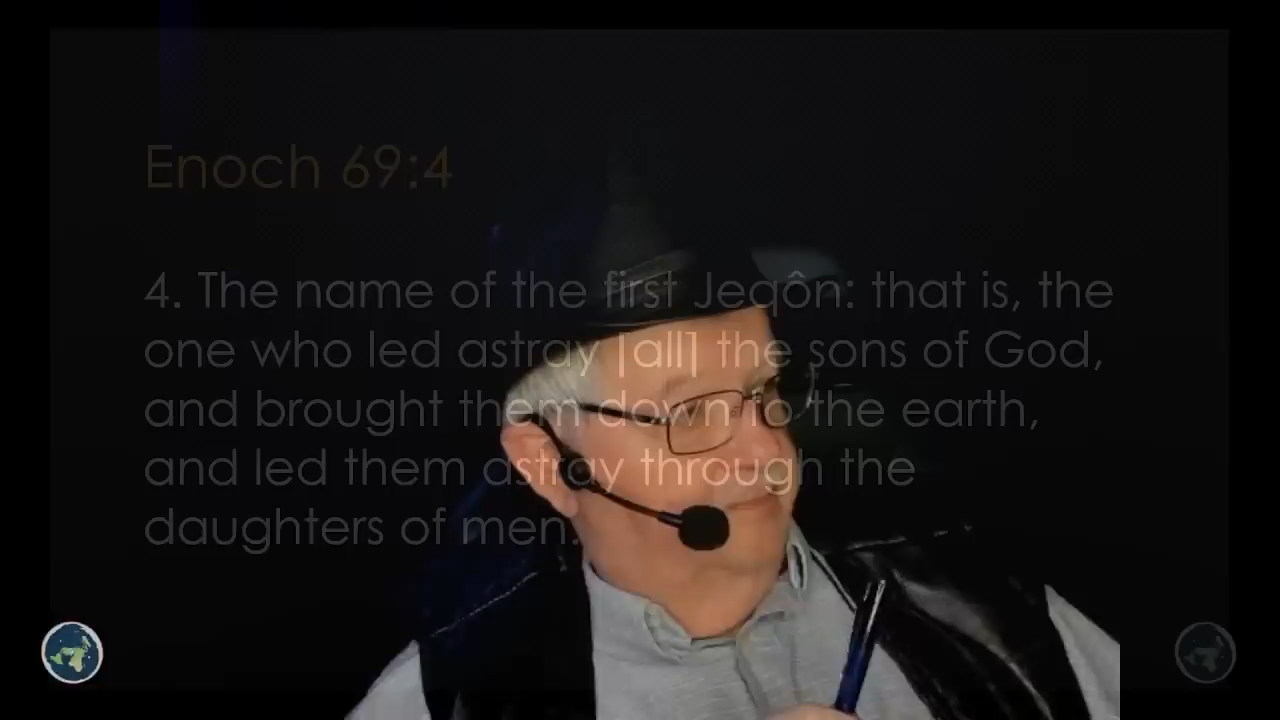 Enoch 69:4
4. The name of the first Jeqôn: that is, the
one who led astray [all] the sons of God,
and brought them down to the earth,
and led them astray through the
daughters of men.